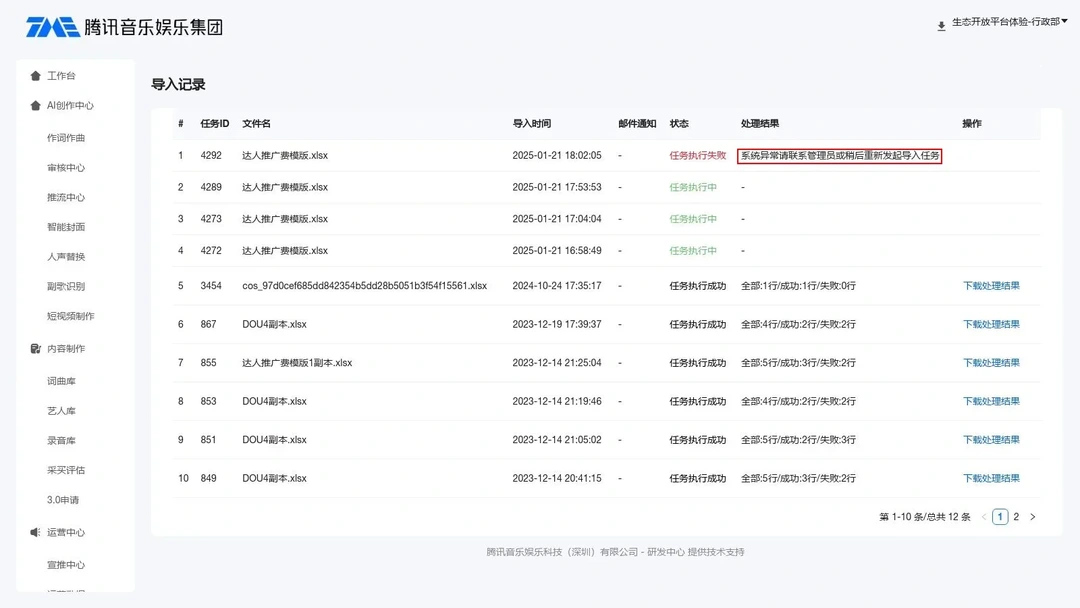 TME 腾讯音乐娱乐集团
生态开放平台体验-行政部
工作台
AI创作中心
作词作曲
审核中心
推流中心
智能封面
人声替换
副歌识别
短视频制作
内容制作
词曲库
艺人库
录音库
采买评估
3.0申请
运营中心
宣推中心
导入记录
# 任务ID 文件名 导入时间 邮件通知 状态 处理结果 操作
1 4292 达人推广费模版.xlsx 2025-01-21 18:02:05 - 任务执行失败 系统异常请联系管理员或稍后重新发起导入任务
2 4289 达人推广费模版.xlsx 2025-01-21 17:53:53 - 任务执行中 -
3 4273 达人推广费模版.xlsx 2025-01-21 17:04:04 - 任务执行中 -
4 4272 达人推广费模版.xlsx 2025-01-21 16:58:49 - 任务执行中 -
5 3454 cos_97d0cef685dd842354b5dd28b5051b3f54f15561.xlsx 2024-10-24 17:35:17 - 任务执行成功 全部:1行/成功:1行/失败:0行 下载处理结果
6 867 DOU4副本.xlsx 2023-12-19 17:39:37 - 任务执行成功 全部:4行/成功:2行/失败:2行 下载处理结果
7 855 达人推广费模版1副本.xlsx 2023-12-14 21:25:04 - 任务执行成功 全部:5行/成功:3行/失败:2行 下载处理结果
8 853 DOU4副本.xlsx 2023-12-14 21:19:46 - 任务执行成功 全部:4行/成功:2行/失败:2行 下载处理结果
9 851 DOU4副本.xlsx 2023-12-14 21:05:02 - 任务执行成功 全部:5行/成功:2行/失败:3行 下载处理结果
10 849 DOU4副本.xlsx 2023-12-14 20:41:15 - 任务执行成功 全部:5行/成功:3行/失败:2行 下载处理结果
第 1-10 条/总共 12 条 < 1 2 >
腾讯音乐娱乐科技（深圳）有限公司 - 研发中心 提供技术支持